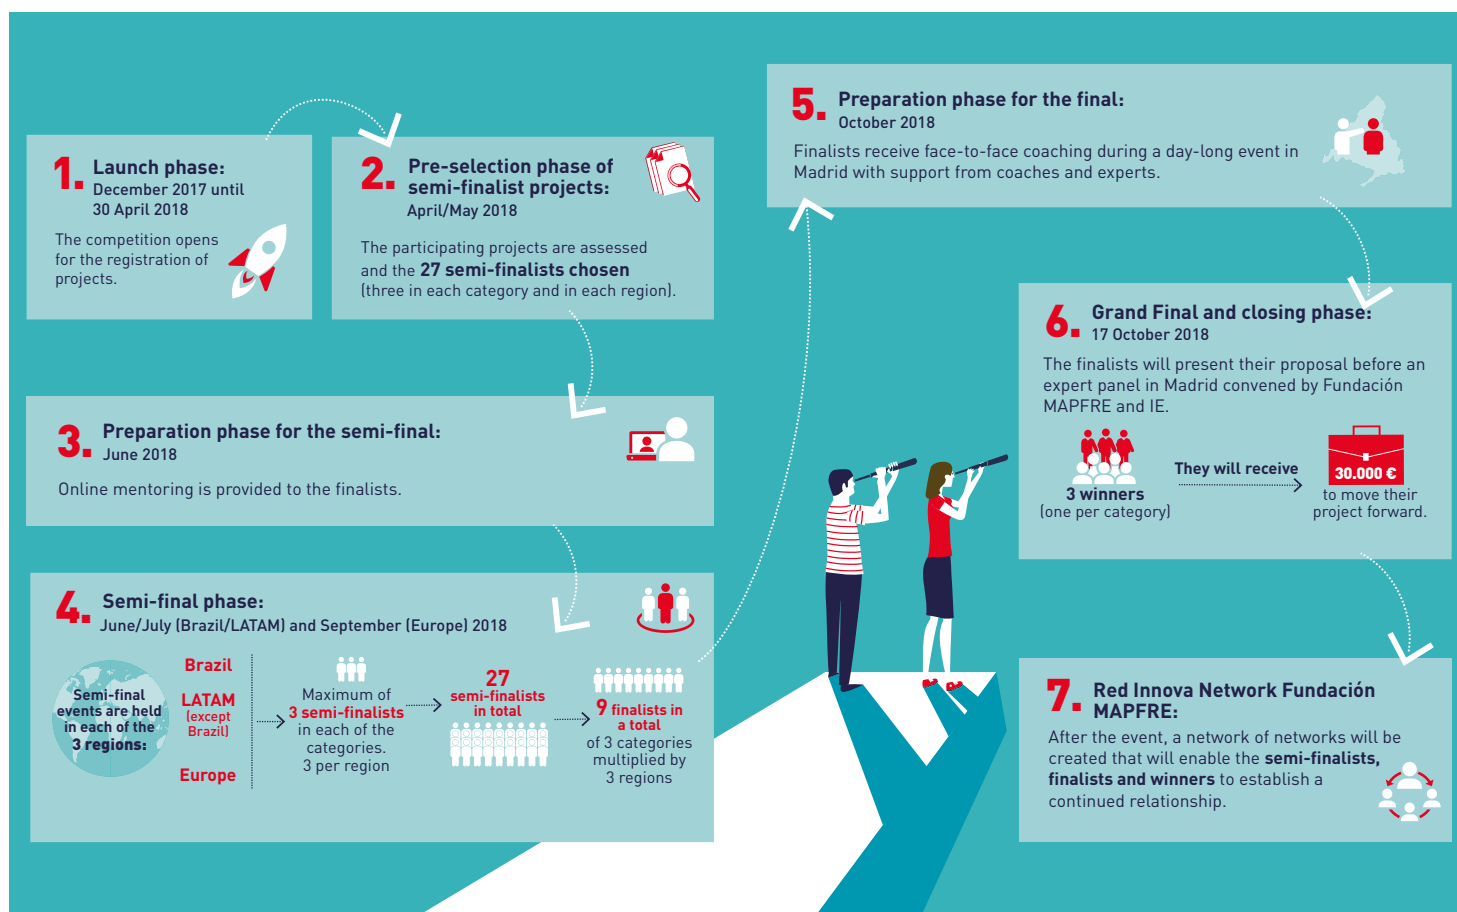 1.
Launch phase:
December 2017 until
30 April 2018
The competition opens
for the registration of
projects.
2.
Pre-selection phase of
semi-finalist projects:
April/May 2018
The participating projects are assessed
and the 27 semi-finalists chosen
(three in each category and in each region).
3.
Preparation phase for the semi-final:
June 2018
Online mentoring is provided to the finalists.
4.
Semi-final phase:
June/July (Brazil/LATAM) and September (Europe) 2018
Semi-final
events are held
in each of the
3 regions:
Brazil
LATAM
(except
Brazil)
Europe
Maximum of
3 semi-finalists
in each of the
categories.
3 per region
27
semi-finalists
in total
9 finalists in
a total
of 3 categories
multiplied by
3 regions
5.
Preparation phase for the final:
October 2018
Finalists receive face-to-face coaching during a day-long event in
Madrid with support from coaches and experts.
6.
Grand Final and closing phase:
17 October 2018
The finalists will present their proposal before an
expert panel in Madrid convened by Fundación
MAPFRE and IE.
3 winners
(one per category)
They will receive
30.000 €
to move their
project forward.
7.
Red Innova Network Fundación
MAPFRE:
After the event, a network of networks will be
created that will enable the semi-finalists,
finalists and winners to establish a
continued relationship.